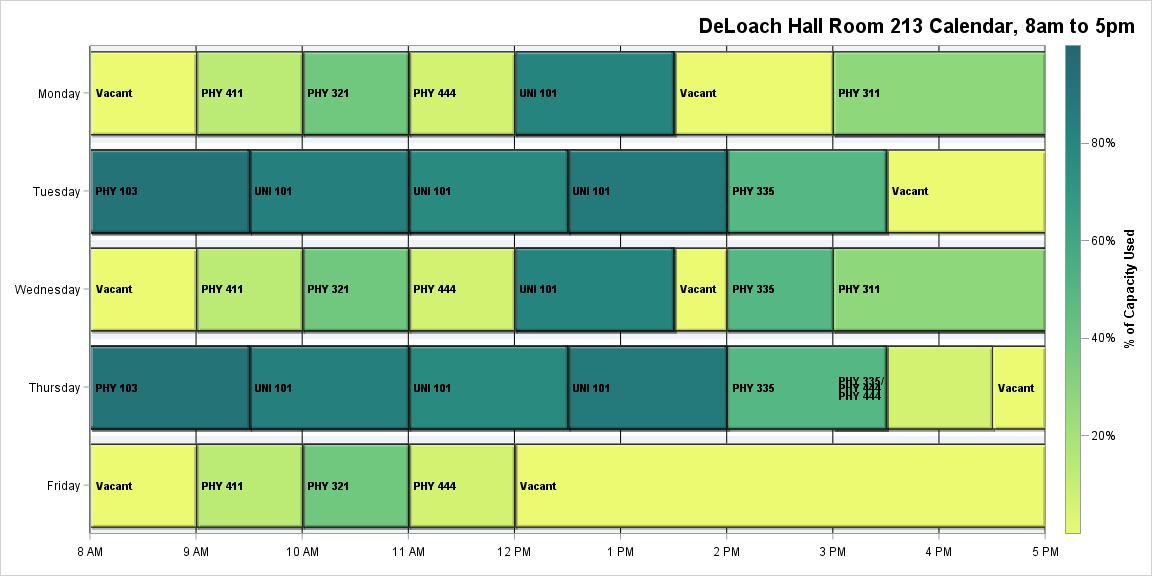 DeLoach Hall Room 213 Calendar, 8am to 5pm
Monday
Vacant
PHY 411
PHY 321
PHY 444
UNI 101
Vacant
PHY 311
Tuesday
PHY 103
UNI 101
UNI 101
UNI 101
PHY 335
Vacant
Wednesday
Vacant
PHY 411
PHY 321
PHY 444
UNI 101
Vacant
PHY 335
PHY 311
Thursday
PHY 103
UNI 101
UNI 101
UNI 101
PHY 335
PHY 335/
PHY 444
PHY 444
Vacant
Friday
Vacant
PHY 411
PHY 321
PHY 444
Vacant
8 AM
9 AM
10 AM
11 AM
12 PM
1 PM
2 PM
3 PM
4 PM
5 PM
80%
60%
40%
20%
% of Capacity Used